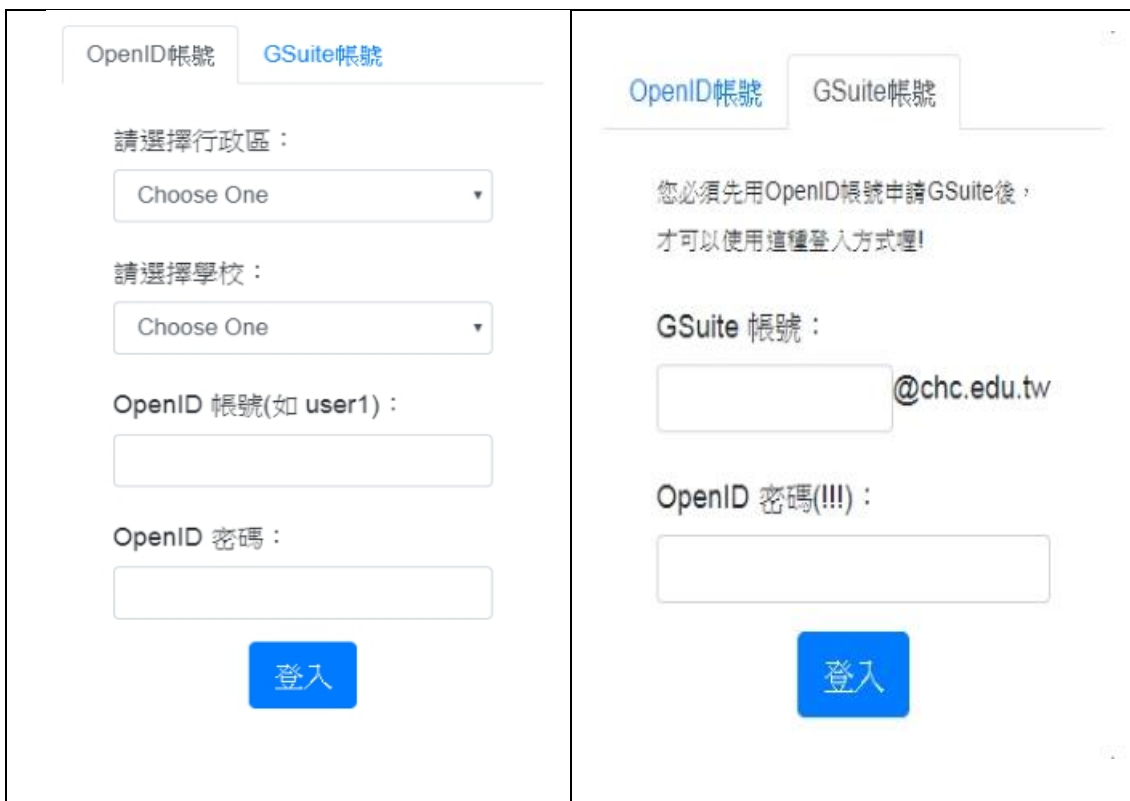 OpenID帳號 GSuite帳號
請選擇行政區：
Choose One
請選擇學校：
Choose One
OpenID 帳號(如 user1)：
OpenID 密碼：
登入
OpenID帳號 GSuite帳號
您必須先用OpenID帳號申請GSuite後，
才可以使用這種登入方式喔!
GSuite 帳號：
@chc.edu.tw
OpenID 密碼(!!!)：
登入